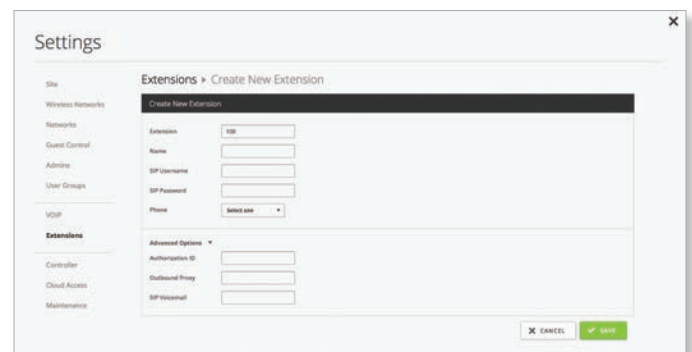 Settings
Site
Wireless Networks
Networks
Guest Control
Admins
User Groups
VOIP
Extensions
Controller
Cloud Access
Maintenance
Extensions ▸ Create New Extension
Create New Extension
Extension
Name
SIP Username
SIP Password
Phone Select one
Advanced Options
Authorization ID
Outbound Proxy
SIP Voicemail
CANCEL SAVE